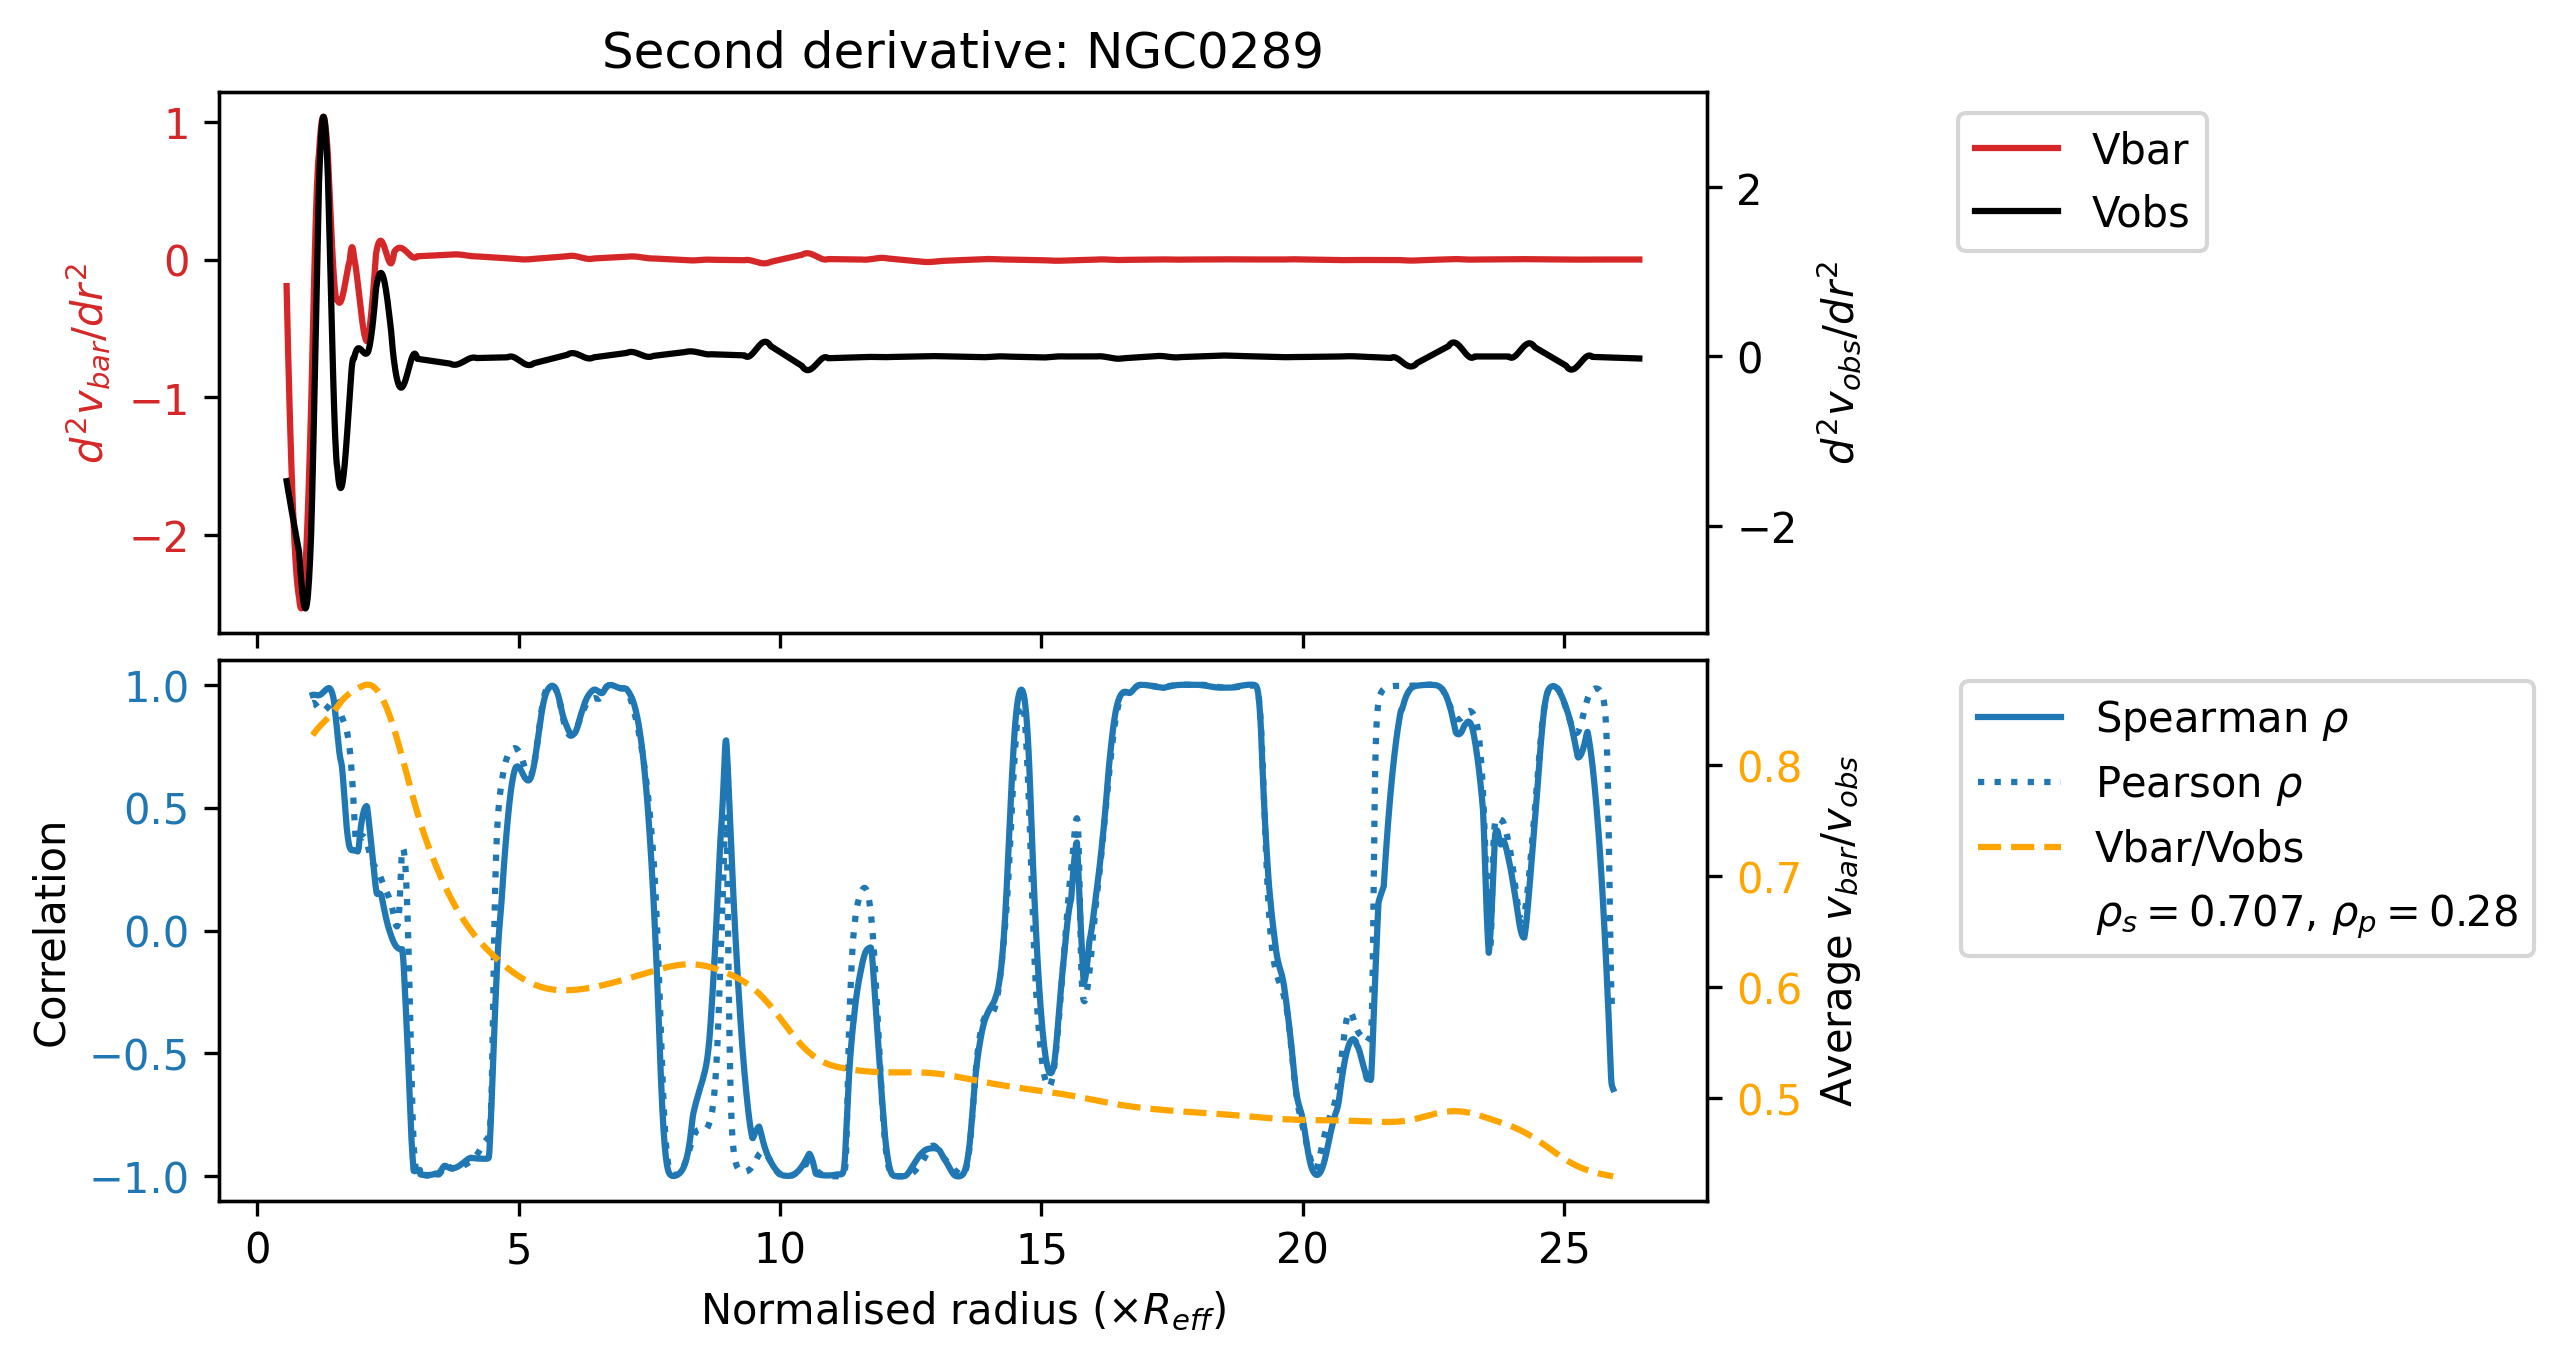 Second derivative: NGC0289
1
0
−1
−2
d²v_bar/dr²
2
0
−2
d²v_obs/dr²
Vbar
Vobs
1.0
0.5
0.0
−0.5
−1.0
Correlation
0.8
0.7
0.6
0.5
Average v_bar/v_obs
Spearman ρ
Pearson ρ
Vbar/Vobs
ρ_s = 0.707, ρ_p = 0.28
0 5 10 15 20 25
Normalised radius (×R_eff)